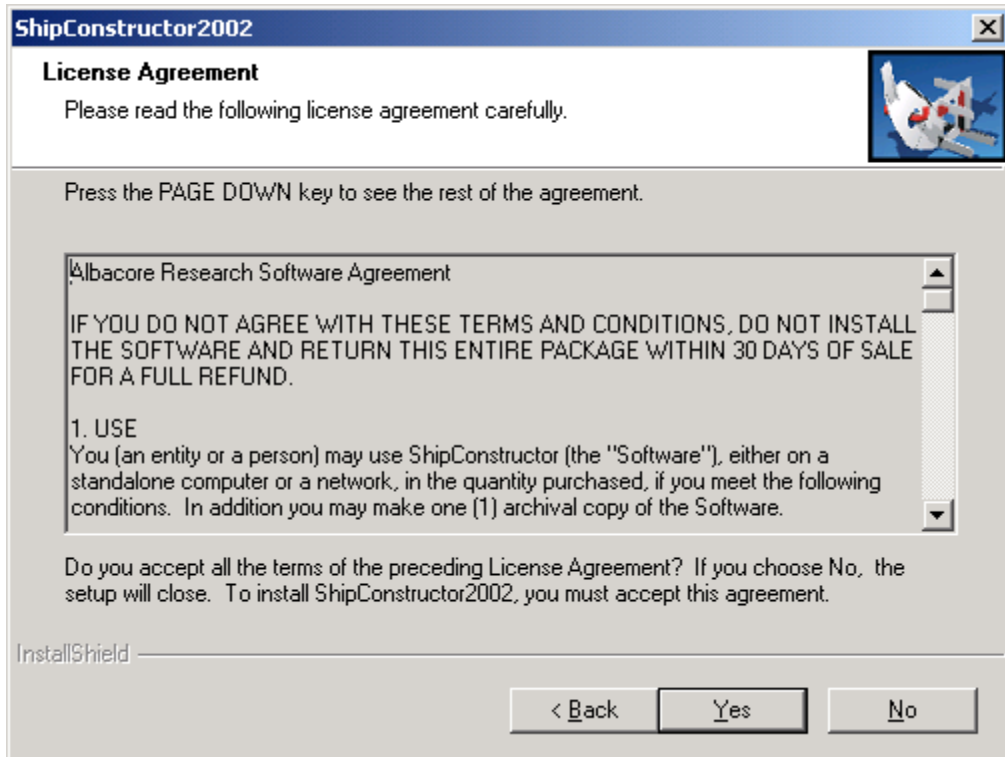 ShipConstructor2002
License Agreement
Please read the following license agreement carefully.
Press the PAGE DOWN key to see the rest of the agreement.
Albacore Research Software Agreement
IF YOU DO NOT AGREE WITH THESE TERMS AND CONDITIONS, DO NOT INSTALL
THE SOFTWARE AND RETURN THIS ENTIRE PACKAGE WITHIN 30 DAYS OF SALE
FOR A FULL REFUND.
1. USE
You (an entity or a person) may use ShipConstructor (the "Software"), either on a
standalone computer or a network, in the quantity purchased, if you meet the following
conditions.  In addition you may make one (1) archival copy of the Software.
Do you accept all the terms of the preceding License Agreement?  If you choose No,  the
setup will close.  To install ShipConstructor2002, you must accept this agreement.
InstallShield
< Back
Yes
No